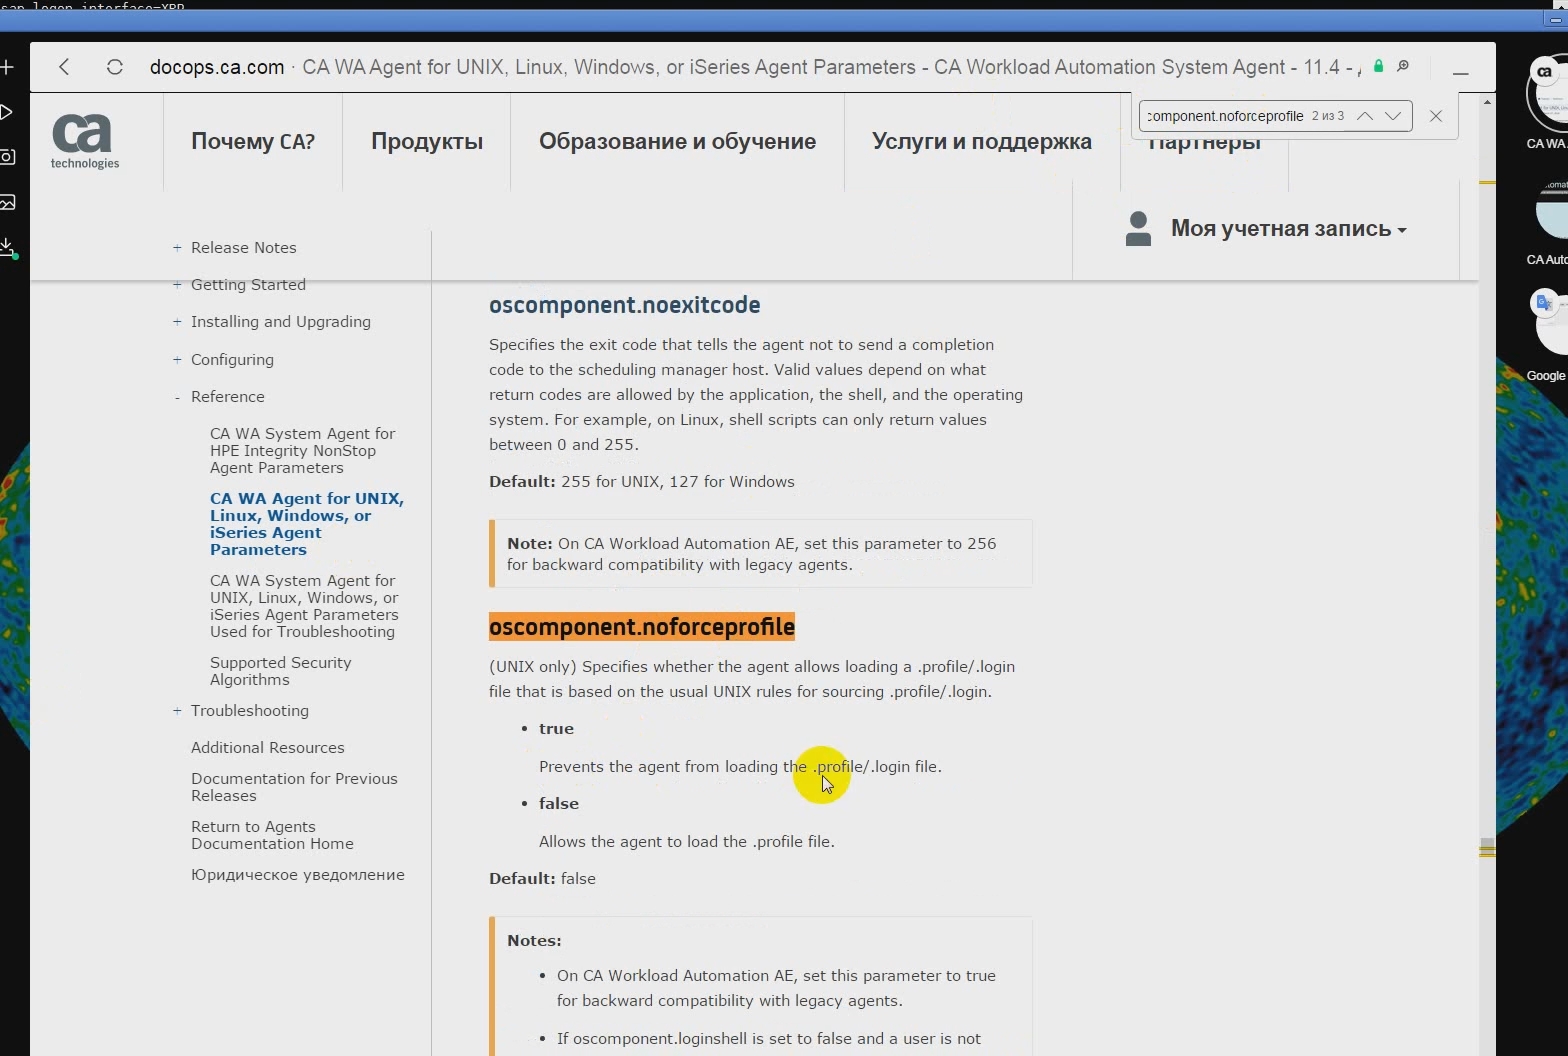 docops.ca.com · CA WA Agent for UNIX, Linux, Windows, or iSeries Agent Parameters - CA Workload Automation System Agent - 11.4 -
component.noforceprofile 2 из 3
ca
technologies
Почему CA?
Продукты
Образование и обучение
Услуги и поддержка
Партнеры
Моя учетная запись
+ Release Notes
+ Getting Started
+ Installing and Upgrading
+ Configuring
- Reference
CA WA System Agent for
HPE Integrity NonStop
Agent Parameters
CA WA Agent for UNIX,
Linux, Windows, or
iSeries Agent
Parameters
CA WA System Agent for
UNIX, Linux, Windows, or
iSeries Agent Parameters
Used for Troubleshooting
Supported Security
Algorithms
+ Troubleshooting
Additional Resources
Documentation for Previous
Releases
Return to Agents
Documentation Home
Юридическое уведомление
oscomponent.noexitcode
Specifies the exit code that tells the agent not to send a completion
code to the scheduling manager host. Valid values depend on what
return codes are allowed by the application, the shell, and the operating
system. For example, on Linux, shell scripts can only return values
between 0 and 255.
Default: 255 for UNIX, 127 for Windows
Note: On CA Workload Automation AE, set this parameter to 256
for backward compatibility with legacy agents.
oscomponent.noforceprofile
(UNIX only) Specifies whether the agent allows loading a .profile/.login
file that is based on the usual UNIX rules for sourcing .profile/.login.
• true
Prevents the agent from loading the .profile/.login file.
• false
Allows the agent to load the .profile file.
Default: false
Notes:
• On CA Workload Automation AE, set this parameter to true
for backward compatibility with legacy agents.
• If oscomponent.loginshell is set to false and a user is not
ca
CA WA
CA Auto
Google